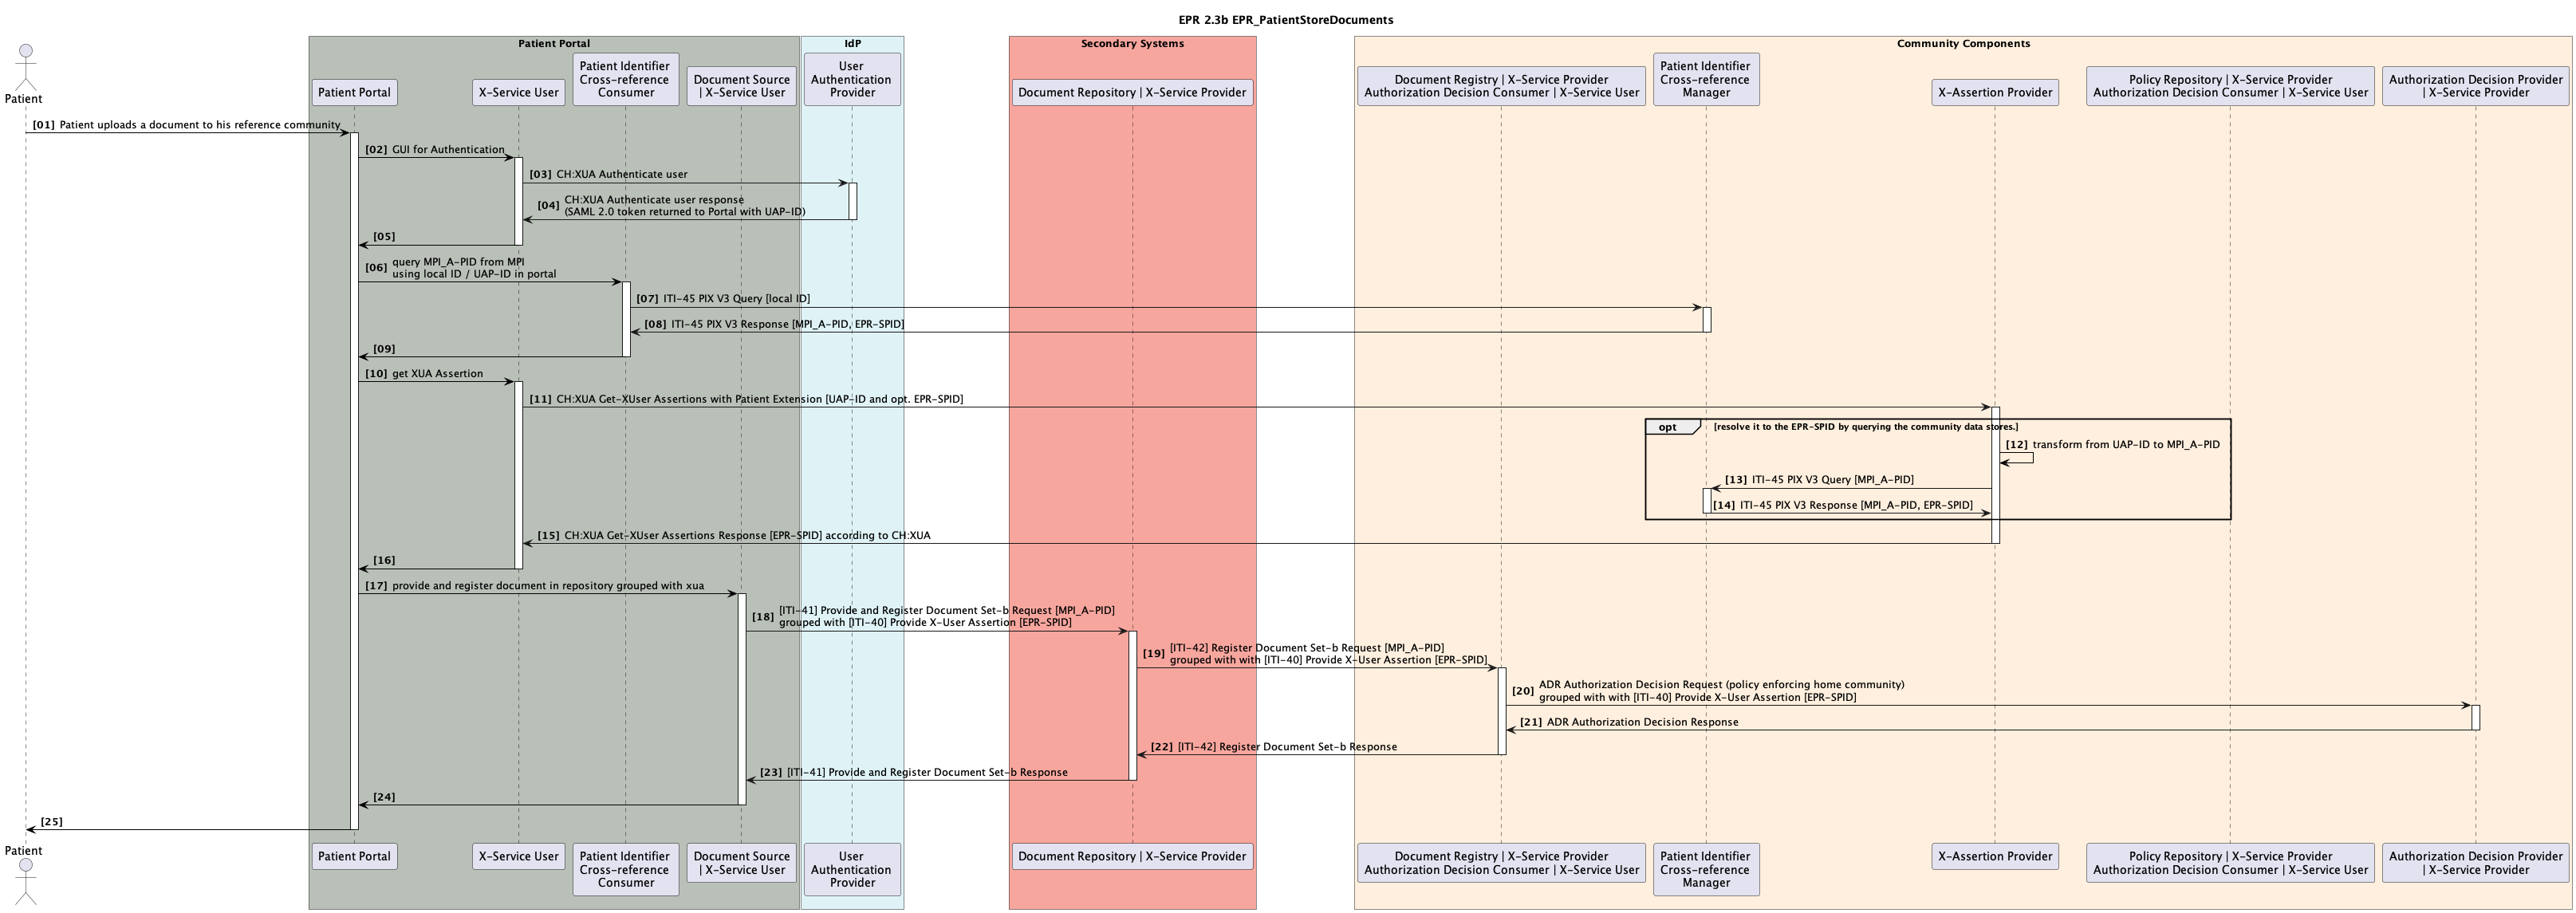 EPR 2.3b EPR_PatientStoreDocuments
Patient Portal
IdP
Secondary Systems
Community Components
Patient
Patient Portal
X-Service User
Patient Identifier
Cross-reference
Consumer
Document Source
| X-Service User
User
Authentication
Provider
Document Repository | X-Service Provider
Document Registry | X-Service Provider
Authorization Decision Consumer | X-Service User
Patient Identifier
Cross-reference
Manager
X-Assertion Provider
Policy Repository | X-Service Provider
Authorization Decision Consumer | X-Service User
Authorization Decision Provider
| X-Service Provider
[01] Patient uploads a document to his reference community
[02] GUI for Authentication
[03] CH:XUA Authenticate user
[04] CH:XUA Authenticate user response
(SAML 2.0 token returned to Portal with UAP-ID)
[05]
[06] query MPI_A-PID from MPI
using local ID / UAP-ID in portal
[07] ITI-45 PIX V3 Query [local ID]
[08] ITI-45 PIX V3 Response [MPI_A-PID, EPR-SPID]
[09]
[10] get XUA Assertion
[11] CH:XUA Get-XUser Assertions with Patient Extension [UAP-ID and opt. EPR-SPID]
opt [resolve it to the EPR-SPID by querying the community data stores.]
[12] transform from UAP-ID to MPI_A-PID
[13] ITI-45 PIX V3 Query [MPI_A-PID]
[14] ITI-45 PIX V3 Response [MPI_A-PID, EPR-SPID]
[15] CH:XUA Get-XUser Assertions Response [EPR-SPID] according to CH:XUA
[16]
[17] provide and register document in repository grouped with xua
[18] [ITI-41] Provide and Register Document Set-b Request [MPI_A-PID]
grouped with [ITI-40] Provide X-User Assertion [EPR-SPID]
[19] [ITI-42] Register Document Set-b Request [MPI_A-PID]
grouped with with [ITI-40] Provide X-User Assertion [EPR-SPID]
[20] ADR Authorization Decision Request (policy enforcing home community)
grouped with with [ITI-40] Provide X-User Assertion [EPR-SPID]
[21] ADR Authorization Decision Response
[22] [ITI-42] Register Document Set-b Response
[23] [ITI-41] Provide and Register Document Set-b Response
[24]
[25]
Patient
Patient Portal
X-Service User
Patient Identifier
Cross-reference
Consumer
Document Source
| X-Service User
User
Authentication
Provider
Document Repository | X-Service Provider
Document Registry | X-Service Provider
Authorization Decision Consumer | X-Service User
Patient Identifier
Cross-reference
Manager
X-Assertion Provider
Policy Repository | X-Service Provider
Authorization Decision Consumer | X-Service User
Authorization Decision Provider
| X-Service Provider